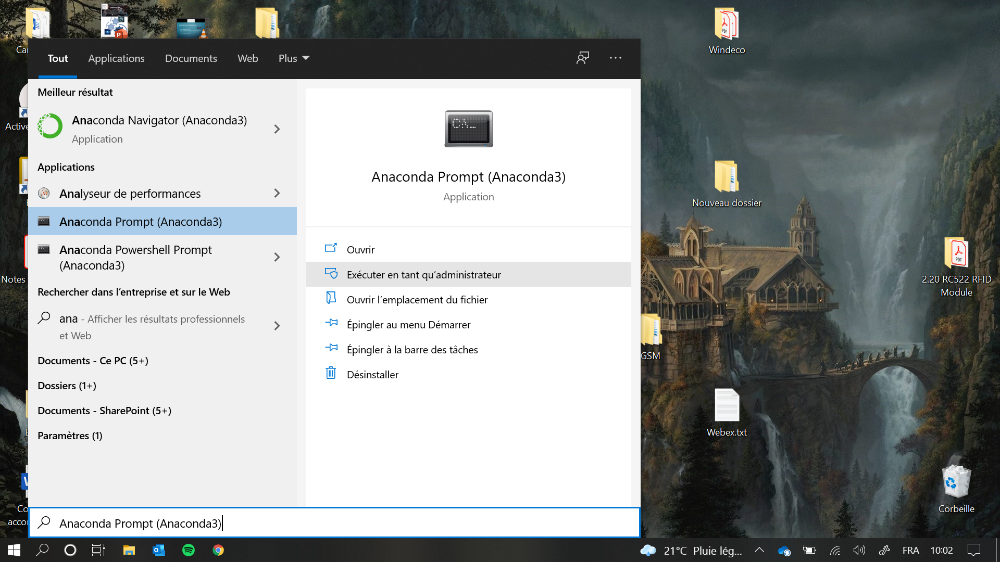 Windeco
Tout
Applications
Documents
Web
Plus
Meilleur résultat
Anaconda Navigator (Anaconda3)
Application
Applications
Analyseur de performances
Anaconda Prompt (Anaconda3)
Anaconda Powershell Prompt
(Anaconda3)
Rechercher dans l’entreprise et sur le Web
ana - Afficher les résultats professionnels
et Web
Documents - Ce PC (5+)
Dossiers (1+)
Documents - SharePoint (5+)
Paramètres (1)
C:\_
Anaconda Prompt (Anaconda3)
Application
Ouvrir
Exécuter en tant qu’administrateur
Ouvrir l’emplacement du fichier
Épingler au menu Démarrer
Épingler à la barre des tâches
Désinstaller
Anaconda Prompt (Anaconda3)
Active
Notes
Co
accor
Nouveau dossier
PDF
PDF
2.20 RC522 RFID
Module
GSM
Webex.txt
Corbeille
21°C Pluie lég...
FRA
10:02